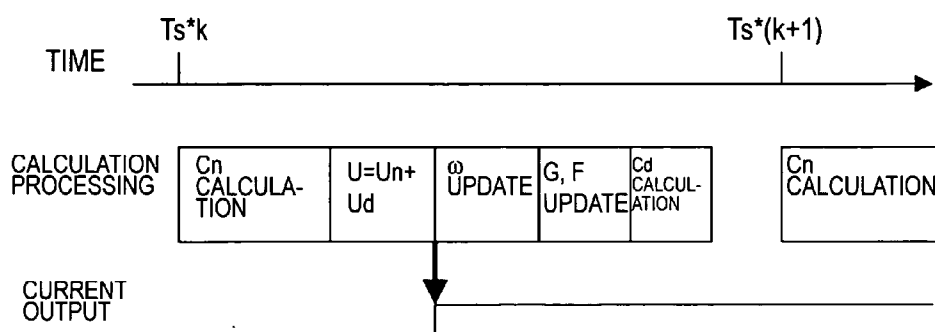 Ts*k
Ts*(k+1)
TIME
CALCULATION
PROCESSING
Cn
CALCULA-
TION
U=Un+
Ud
ω
UPDATE
G, F
UPDATE
Cd
CALCUL-
ATION
Cn
CALCULATION
CURRENT
OUTPUT